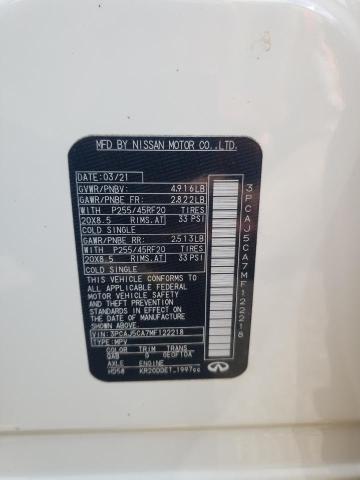 MFD BY NISSAN MOTOR CO.,LTD.
DATE: 03/21
GVWR/PNBV: 4,916LB
GAWR/PNBE FR: 2,822LB
WITH P255/45RF20 TIRES
20X8.5 RIMS.AT 33 PSI
COLD SINGLE
GAWR/PNBE RR: 2,513LB
WITH P255/45RF20 TIRES
20X8.5 RIMS.AT 33 PSI
COLD SINGLE
THIS VEHICLE CONFORMS TO
ALL APPLICABLE FEDERAL
MOTOR VEHICLE SAFETY
AND THEFT PREVENTION
STANDARDS IN EFFECT ON
THE DATE OF MANUFACTURE
SHOWN ABOVE.
VIN:3PCAJ5CA7MF122218
TYPE:MPV
COLOR TRIM TRANS
QAB G
AXLE ENGINE
HD58 KR20DDET 1997cc
3PCAJ5CA7MF122218